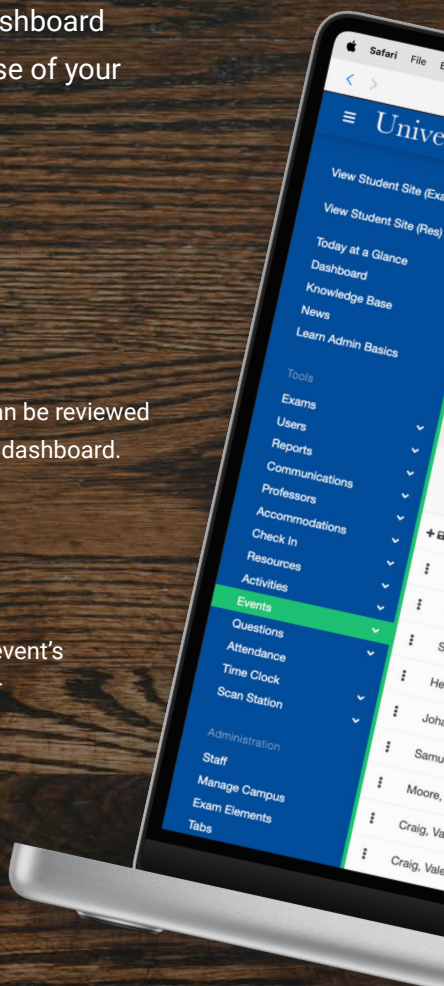 shboard
se of your
an be reviewed
dashboard.
event's
Safari File E
Unive
View Student Site (Exa
View Student Site (Res)
Today at a Glance
Dashboard
Knowledge Base
News
Learn Admin Basics
Tools
Exams
Users
Reports
Communications
Professors
Accommodations
Check In
Resources
Activities
Events
Questions
Attendance
Time Clock
Scan Station
Administration
Staff
Manage Campus
Exam Elements
Tabs
S
He
Joha
Samu
Moore,
Craig, Va
Craig, Vale